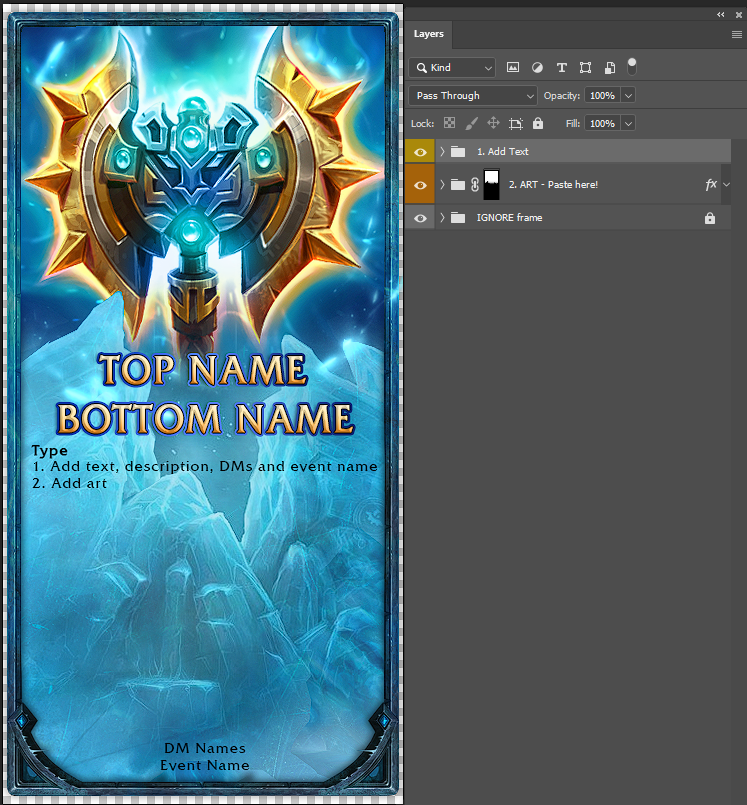 Layers
Kind
Pass Through
Opacity: 100%
Lock:
Fill: 100%
1. Add Text
2. ART - Paste here!
fx
IGNORE frame
TOP NAME
BOTTOM NAME
Type
1. Add text, description, DMs and event name
2. Add art
DM Names
Event Name